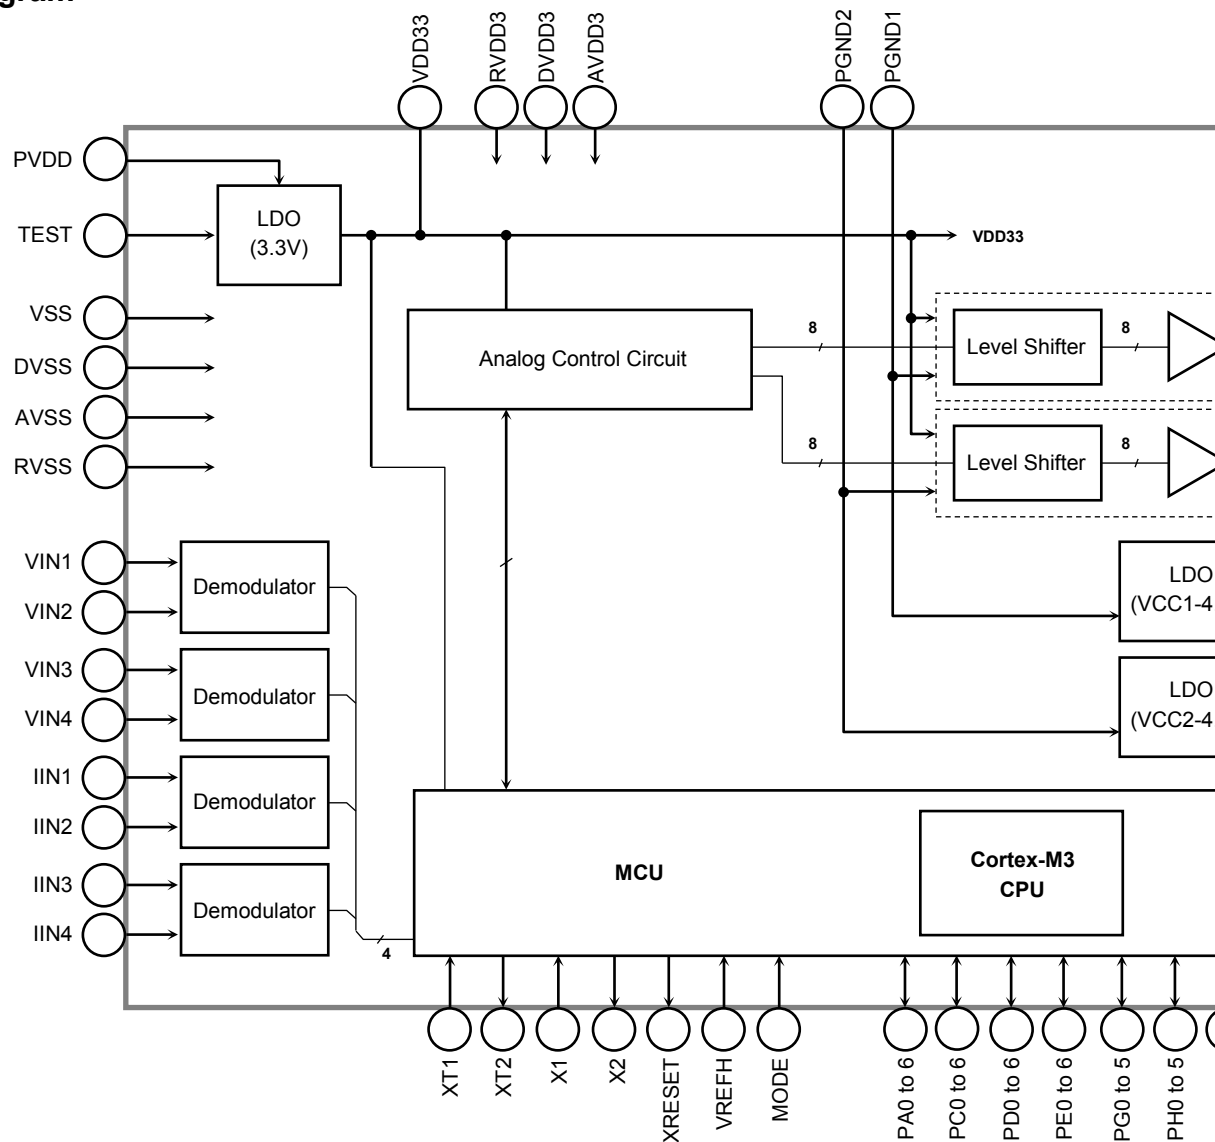 VDD33
RVDD3
DVDD3
AVDD3
PGND2
PGND1
PVDD
TEST
LDO
(3.3V)
VDD33
VSS
DVSS
AVSS
RVSS
Analog Control Circuit
8
Level Shifter
8
8
Level Shifter
8
VIN1
VIN2
Demodulator
VIN3
VIN4
Demodulator
IIN1
IIN2
Demodulator
IIN3
IIN4
Demodulator
4
LDO
(VCC1-4
LDO
(VCC2-4
MCU
Cortex-M3
CPU
XT1
XT2
X1
X2
XRESET
VREFH
MODE
PA0 to 6
PC0 to 6
PD0 to 6
PE0 to 6
PG0 to 5
PH0 to 5